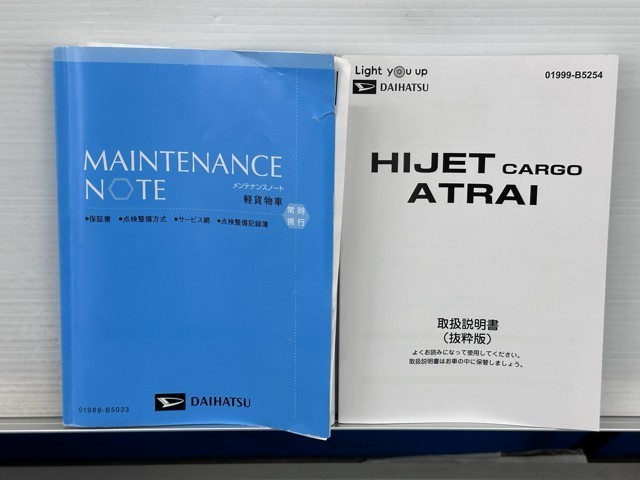 MAINTENANCE
NOTE
メンテナンスノート
軽貨物車
常時
携行
●保証書 ●点検整備方式 ●サービス網 ●点検整備記録簿
DAIHATSU
01989-B5033
Light you up
DAIHATSU
01999-B5254
HIJET CARGO
ATRAI
取扱説明書
（抜粋版）
よくお読みになって使用してください。
取扱説明書はお車の中に保管しましょう。